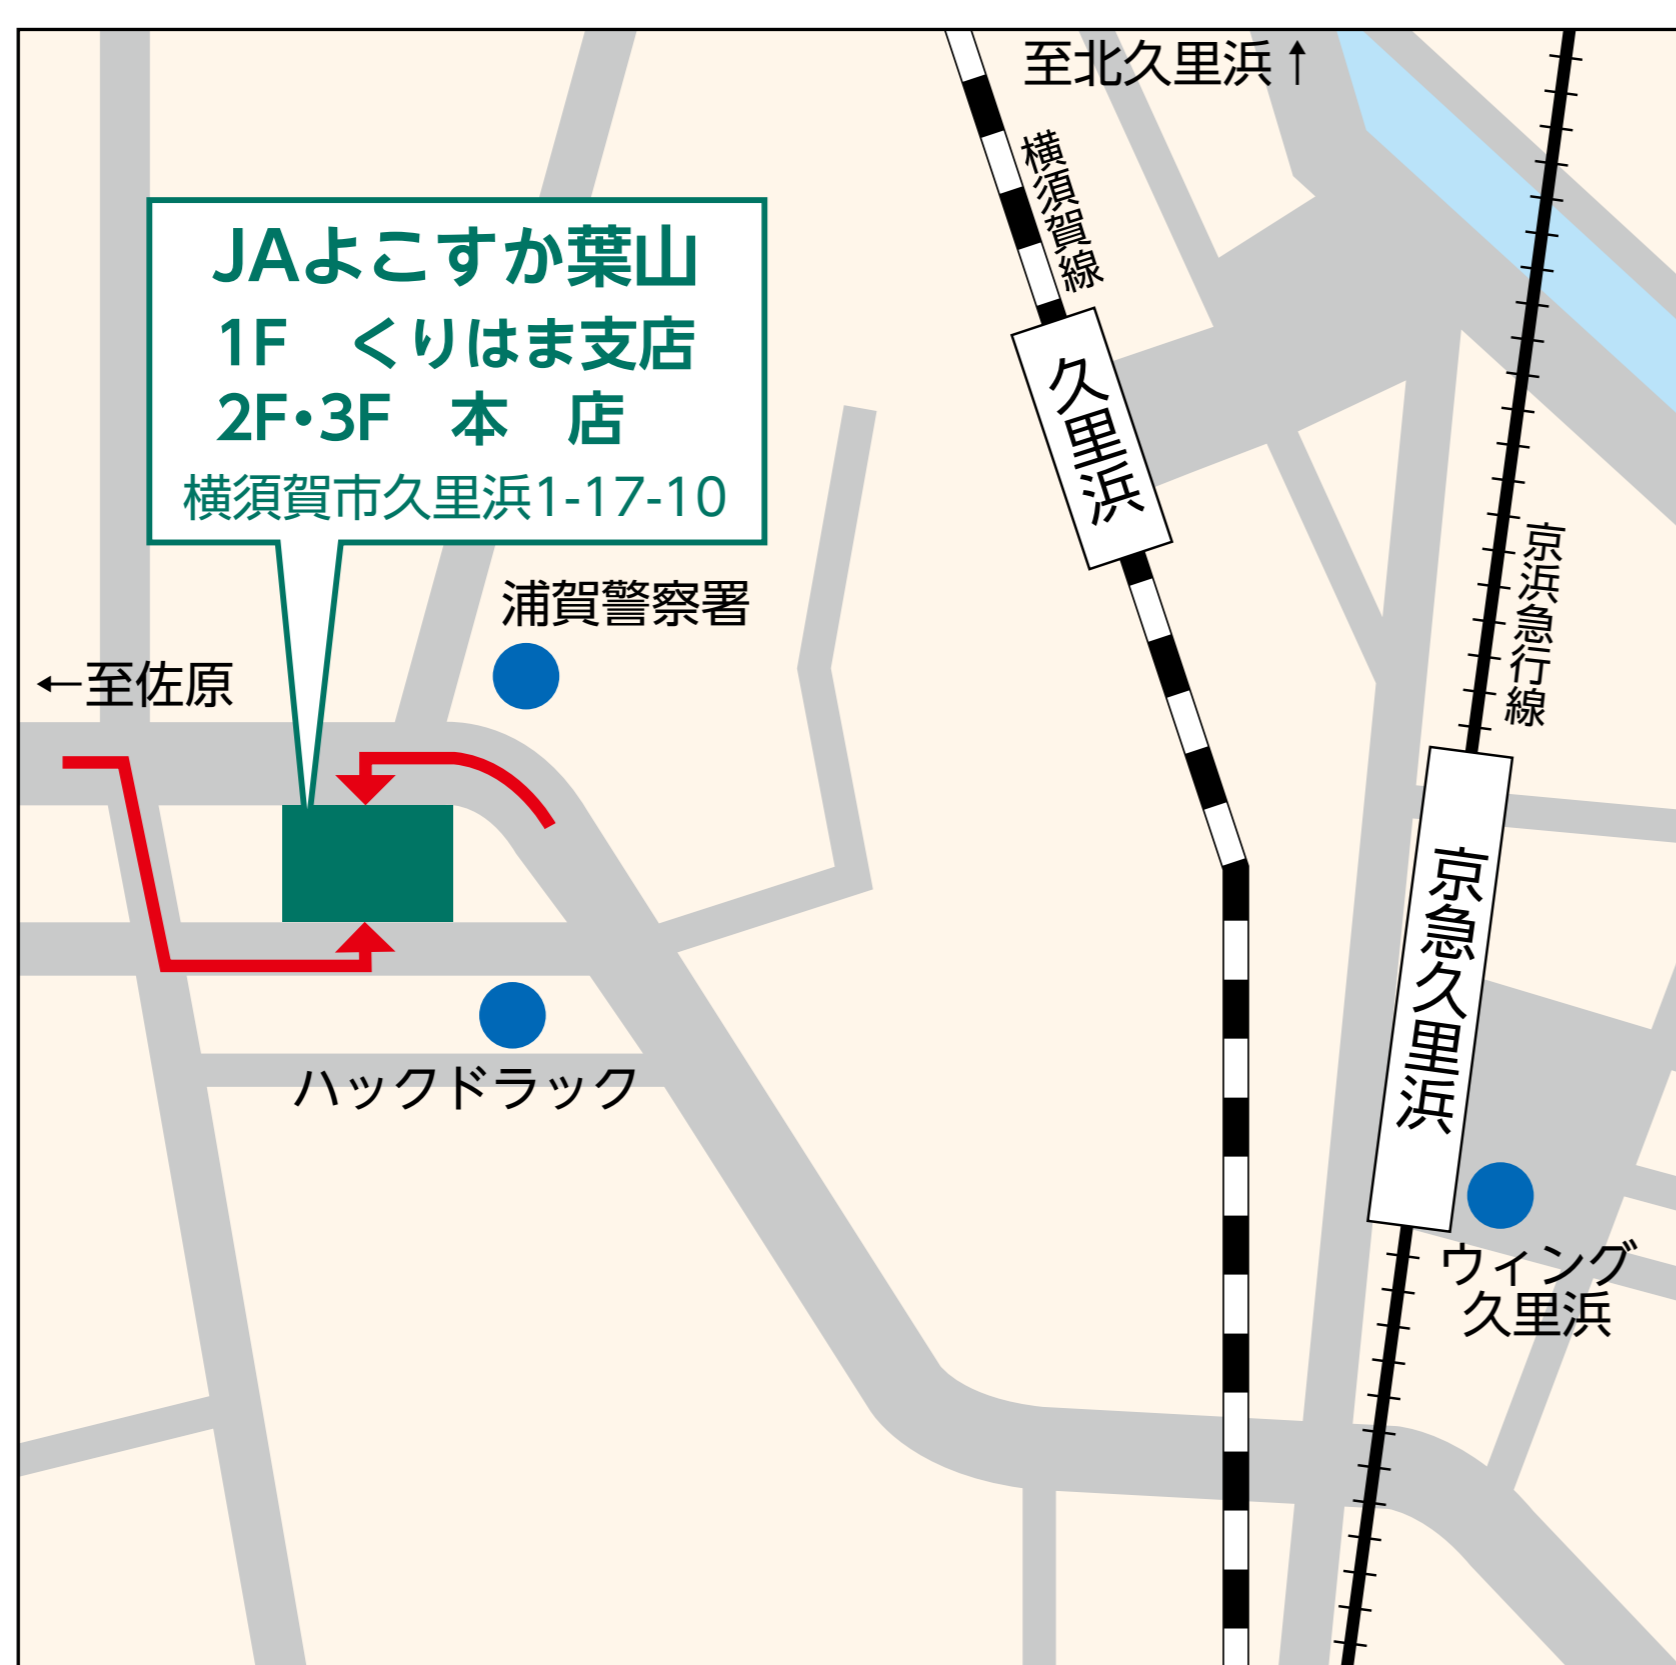 至北久里浜↑
横須賀線
JAよこすか葉山
1F　くりはま支店
2F・3F　本　店
横須賀市久里浜1-17-10
久里浜
京浜急行線
浦賀警察署
←至佐原
京急久里浜
ハックドラック
ウィング
久里浜